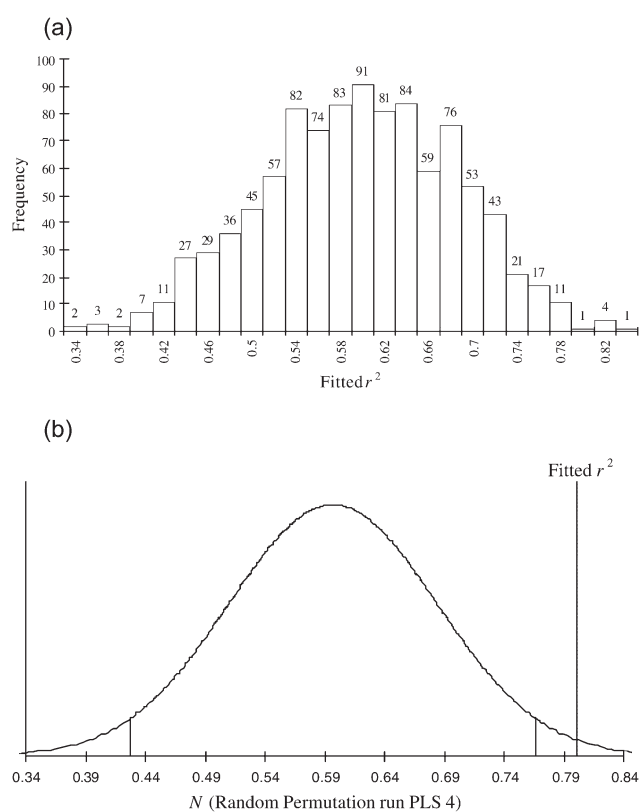 (a)
100
90
80
70
60
50
40
30
20
10
0
Frequency
2 3 2 7 11 27 29 36 45 57 82 74 83 91 81 84 59 76 53 43 21 17 11 1 4 1
0.34 0.38 0.42 0.46 0.5 0.54 0.58 0.62 0.66 0.7 0.74 0.78 0.82
Fitted r 2
(b)
Fitted r 2
0.34 0.39 0.44 0.49 0.54 0.59 0.64 0.69 0.74 0.79 0.84
N (Random Permutation run PLS 4)